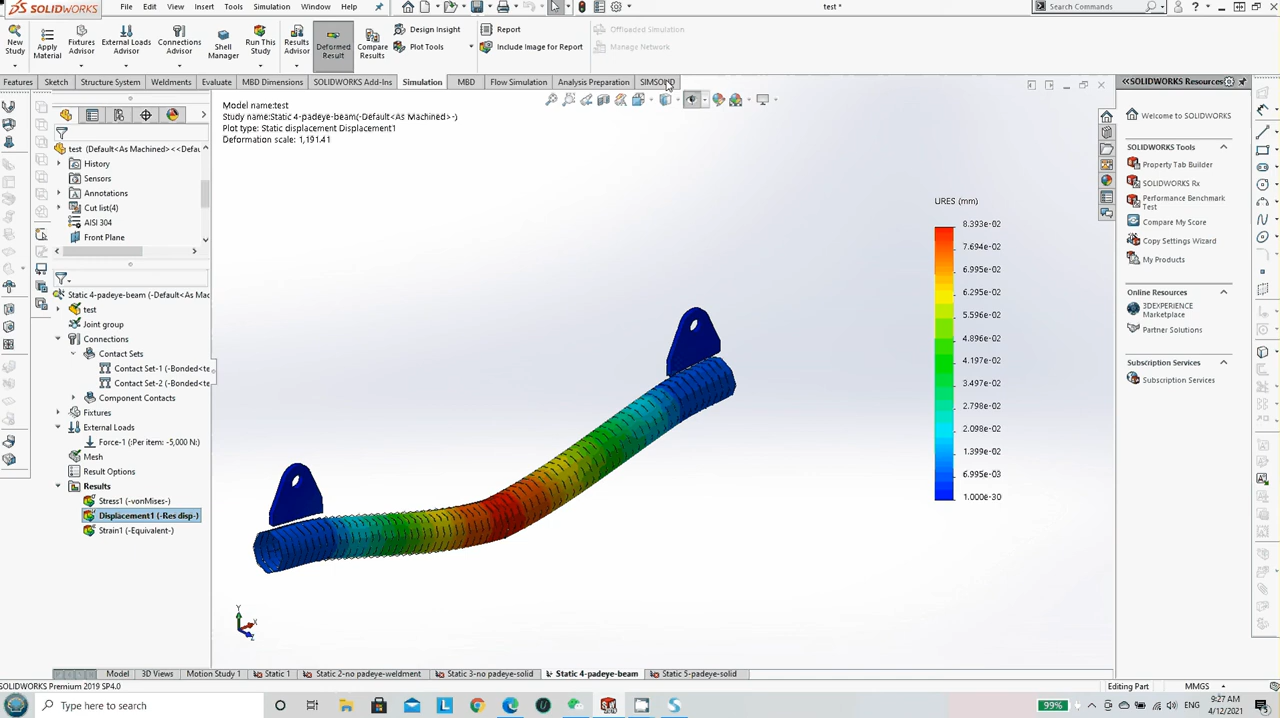 SOLIDWORKS
File
Edit
View
Insert
Tools
Simulation
Window
Help
test *
Search Commands
New Study
Apply Material
Fixtures Advisor
External Loads Advisor
Connections Advisor
Shell Manager
Run This Study
Results Advisor
Deformed Result
Compare Results
Design Insight
Plot Tools
Report
Include Image for Report
Offloaded Simulation
Manage Network
Features
Sketch
Structure System
Weldments
Evaluate
MBD Dimensions
SOLIDWORKS Add-Ins
Simulation
MBD
Flow Simulation
Analysis Preparation
SIMSOLID
Model name:test
Study name:Static 4-padeye-beam(-Default<As Machined>-)
Plot type: Static displacement Displacement1
Deformation scale: 1,191.41
test (Default<As Machined><<Defau
History
Sensors
Annotations
Cut list(4)
AISI 304
Front Plane
Static 4-padeye-beam (-Default<As Mac
test
Joint group
Connections
Contact Sets
Contact Set-1 (-Bonded<te
Contact Set-2 (-Bonded<te
Component Contacts
Fixtures
External Loads
Force-1 (:Per item: -5,000 N:)
Mesh
Result Options
Results
Stress1 (-vonMises-)
Displacement1 (-Res disp-)
Strain1 (-Equivalent-)
URES (mm)
8.393e-02
7.694e-02
6.995e-02
6.295e-02
5.596e-02
4.896e-02
4.197e-02
3.497e-02
2.798e-02
2.098e-02
1.399e-02
6.995e-03
1.000e-30
Y
X
Z
<<SOLIDWORKS Resources
Welcome to SOLIDWORKS
SOLIDWORKS Tools
Property Tab Builder
SOLIDWORKS Rx
Performance Benchmark Test
Compare My Score
Copy Settings Wizard
My Products
Online Resources
3DEXPERIENCE Marketplace
Partner Solutions
Subscription Services
Subscription Services
Model
3D Views
Motion Study 1
Static 1
Static 2-no padeye-weldment
Static 3-no padeye-solid
Static 4-padeye-beam
Static 5-padeye-solid
SOLIDWORKS Premium 2019 SP4.0
Editing Part
MMGS
Type here to search
99%
ENG
9:27 AM
4/12/2021